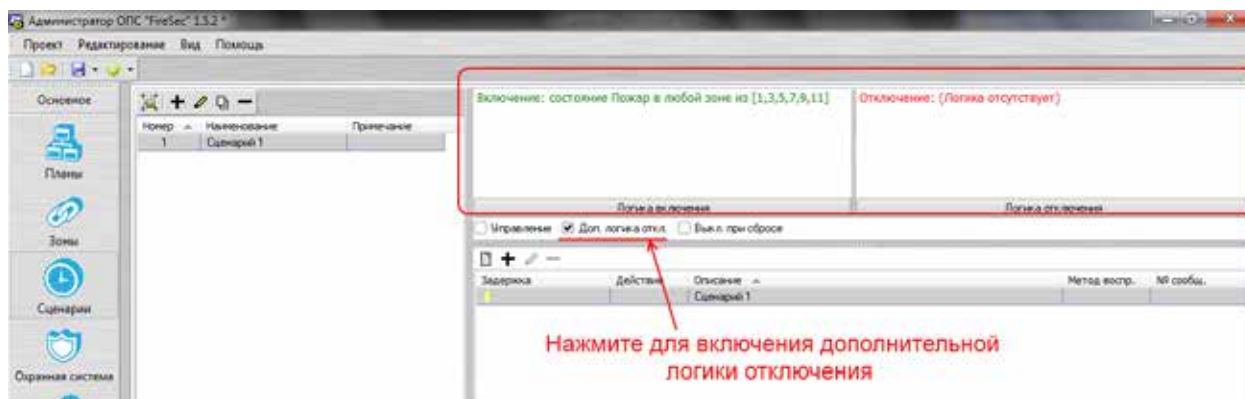 Администратор ОПС "FireSec" 1.5.2 *
Проект Редактирование Вид Помощь
Основное
Планы
Зоны
Сценарии
Охранная система
Номер Наименование Примечание
1 Сценарий 1
Включение: состояние Пожар в любой зоне из [1,3,5,7,9,11]
Отключение: (Логика отсутствует)
Логика включения
Логика отключения
Управление Доп. логика откл. Выкл. при сбросе
Задержка Действие Описание Метод воспр. № сообщ.
Сценарий 1
Нажмите для включения дополнительной
логики отключения